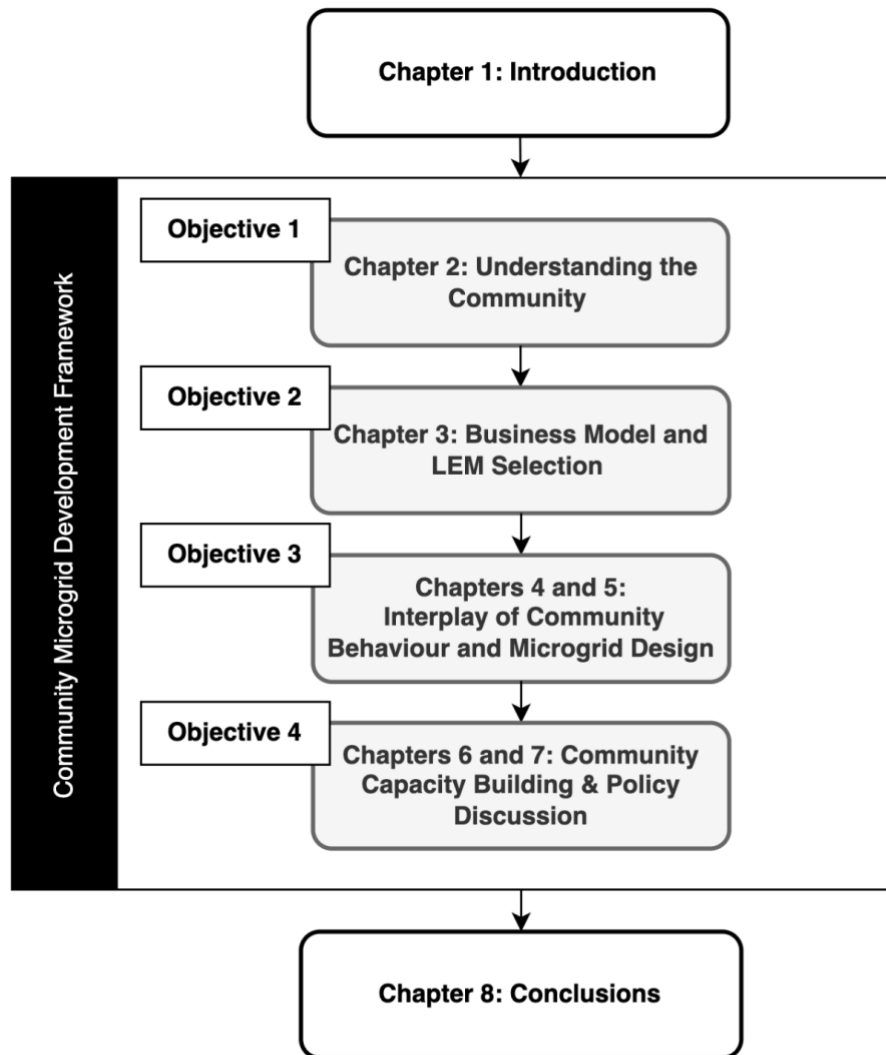 Chapter 1: Introduction
Community Microgrid Development Framework
Objective 1
Chapter 2: Understanding the
Community
Objective 2
Chapter 3: Business Model and
LEM Selection
Objective 3
Chapters 4 and 5:
Interplay of Community
Behaviour and Microgrid Design
Objective 4
Chapters 6 and 7: Community
Capacity Building & Policy
Discussion
Chapter 8: Conclusions